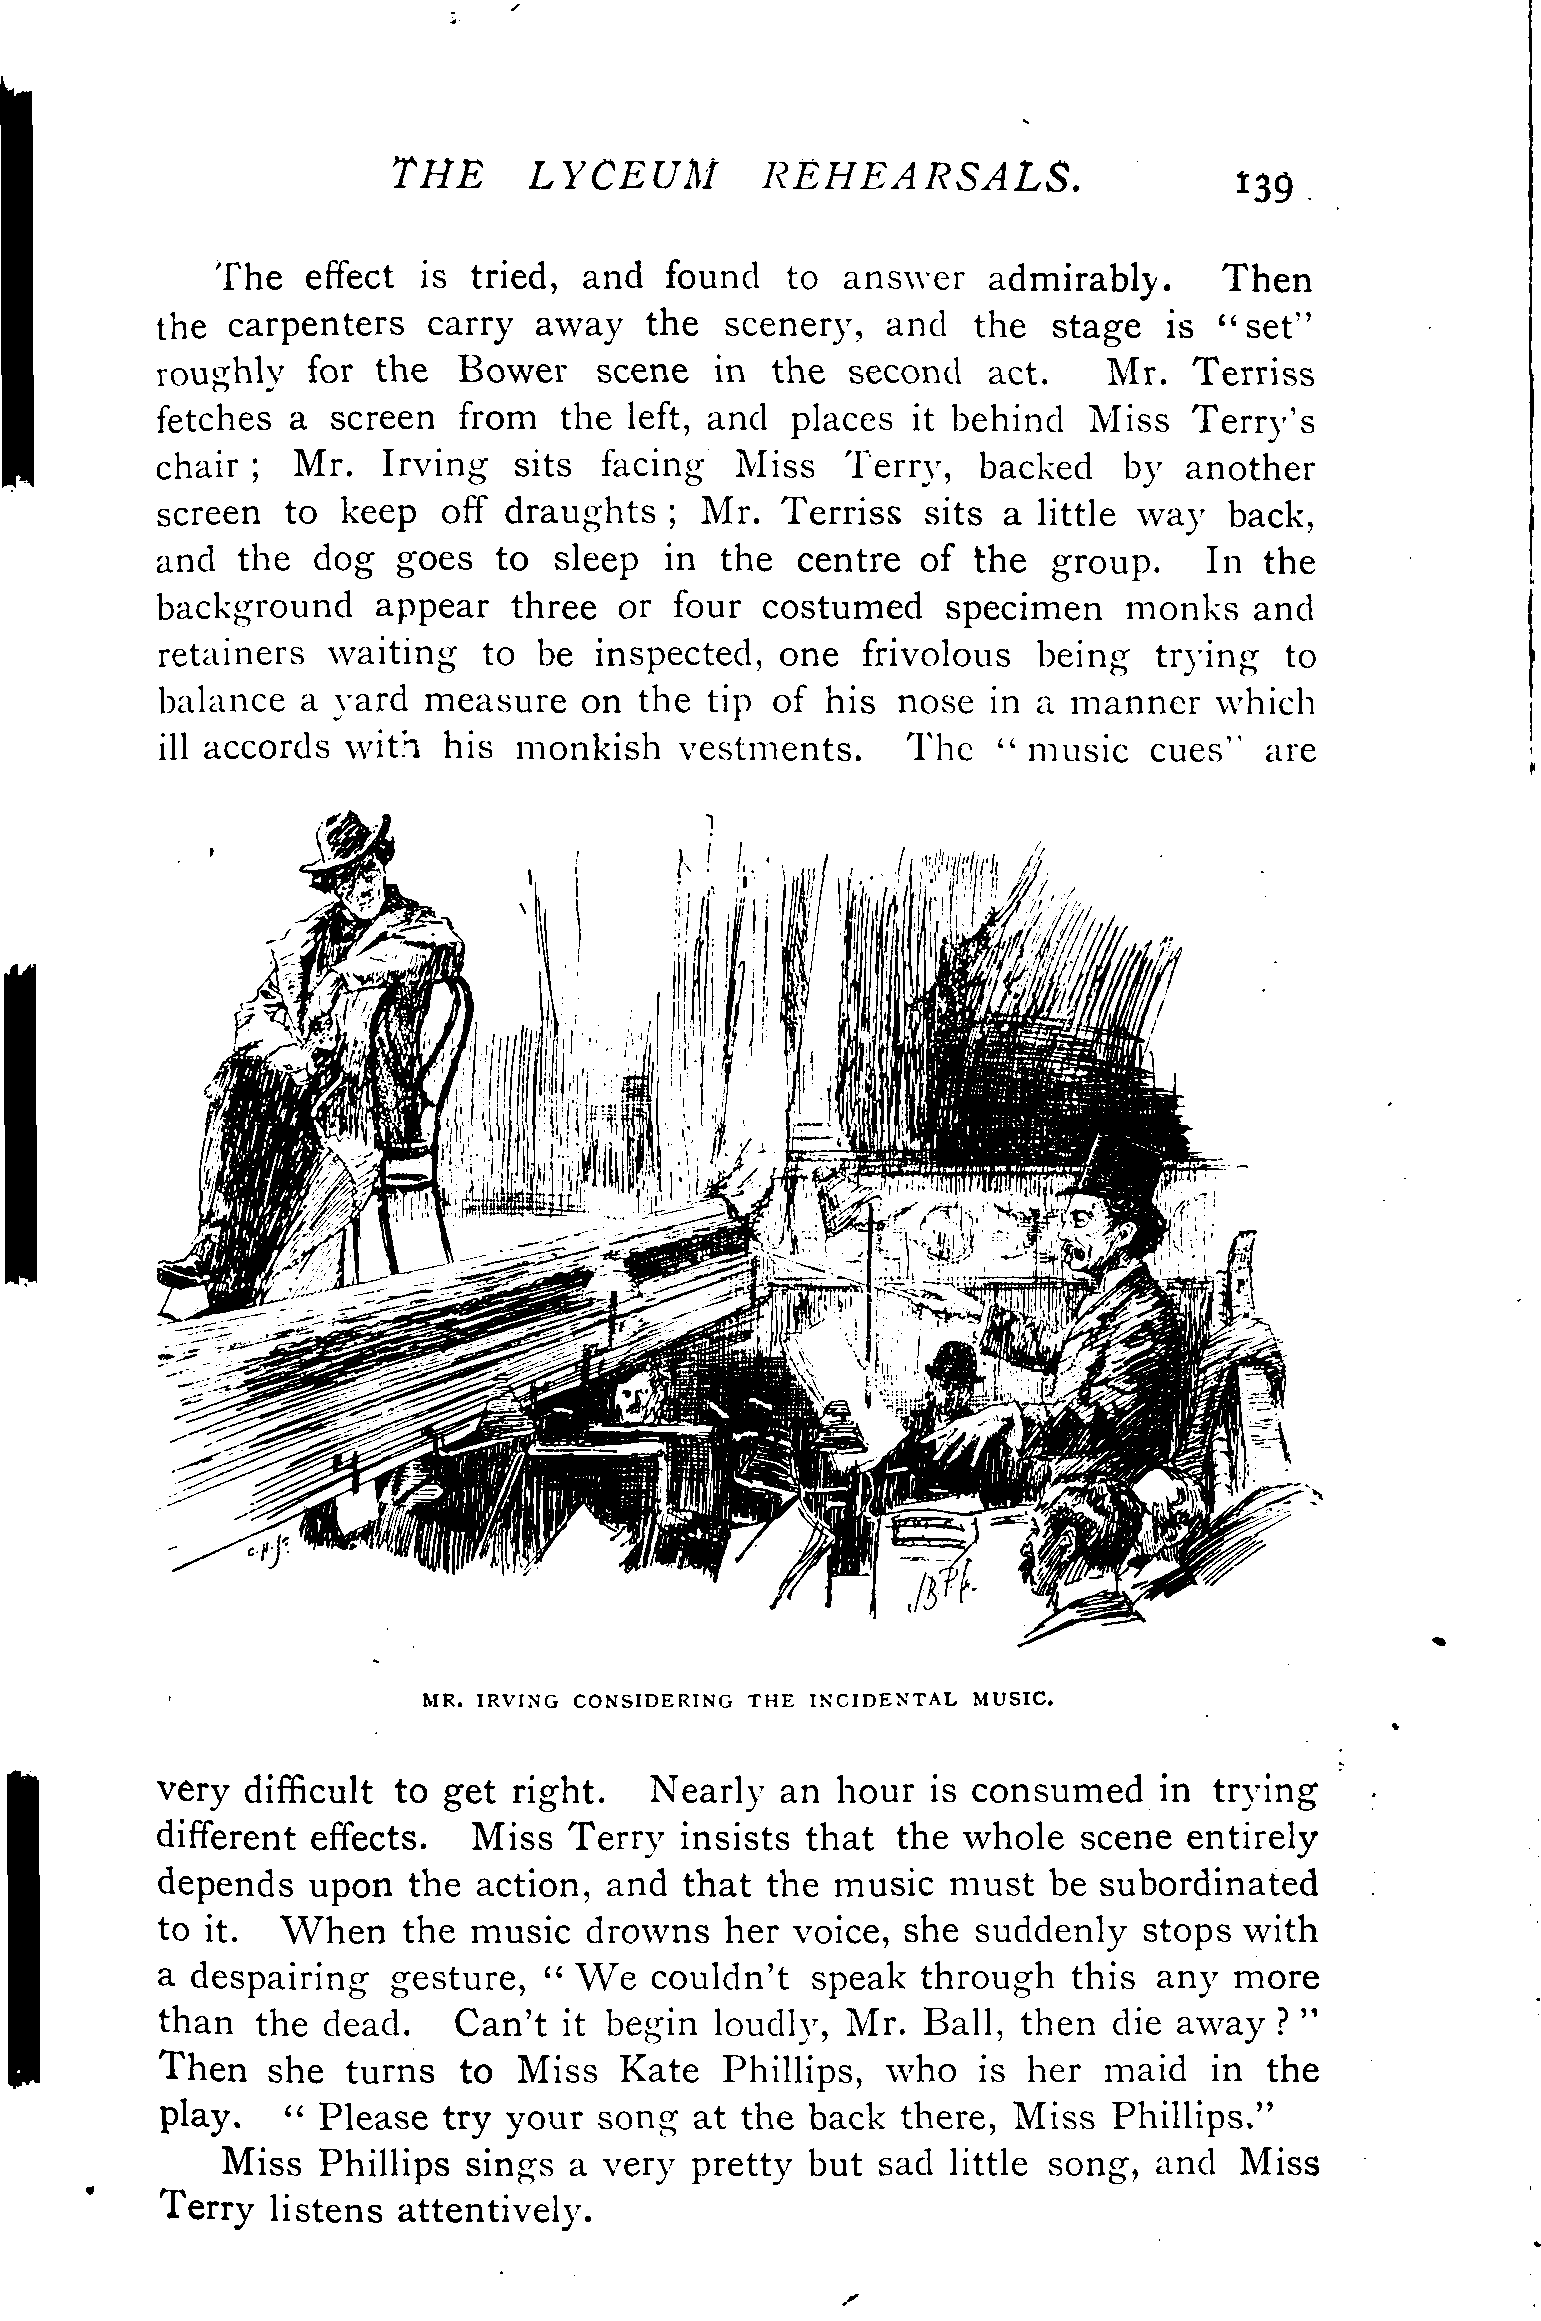 THE LYCEUM REHEARSALS. 139
The effect is tried, and found to answer admirably. Then
the carpenters carry away the scenery, and the stage is “set”
roughly for the Bower scene in the second act. Mr. Terriss
fetches a screen from the left, and places it behind Miss Terry’s
chair; Mr. Irving sits facing Miss Terry, backed by another
screen to keep off draughts; Mr. Terriss sits a little way back,
and the dog goes to sleep in the centre of the group. In the
background appear three or four costumed specimen monks and
retainers waiting to be inspected, one frivolous being trying to
balance a yard measure on the tip of his nose in a manner which
ill accords with his monkish vestments. The “music cues” are
MR. IRVING CONSIDERING THE INCIDENTAL MUSIC.
very difficult to get right. Nearly an hour is consumed in trying
different effects. Miss Terry insists that the whole scene entirely
depends upon the action, and that the music must be subordinated
to it. When the music drowns her voice, she suddenly stops with
a despairing gesture, “We couldn’t speak through this any more
than the dead. Can’t it begin loudly, Mr. Ball, then die away?”
Then she turns to Miss Kate Phillips, who is her maid in the
play. “Please try your song at the back there, Miss Phillips.”
Miss Phillips sings a very pretty but sad little song, and Miss
Terry listens attentively.